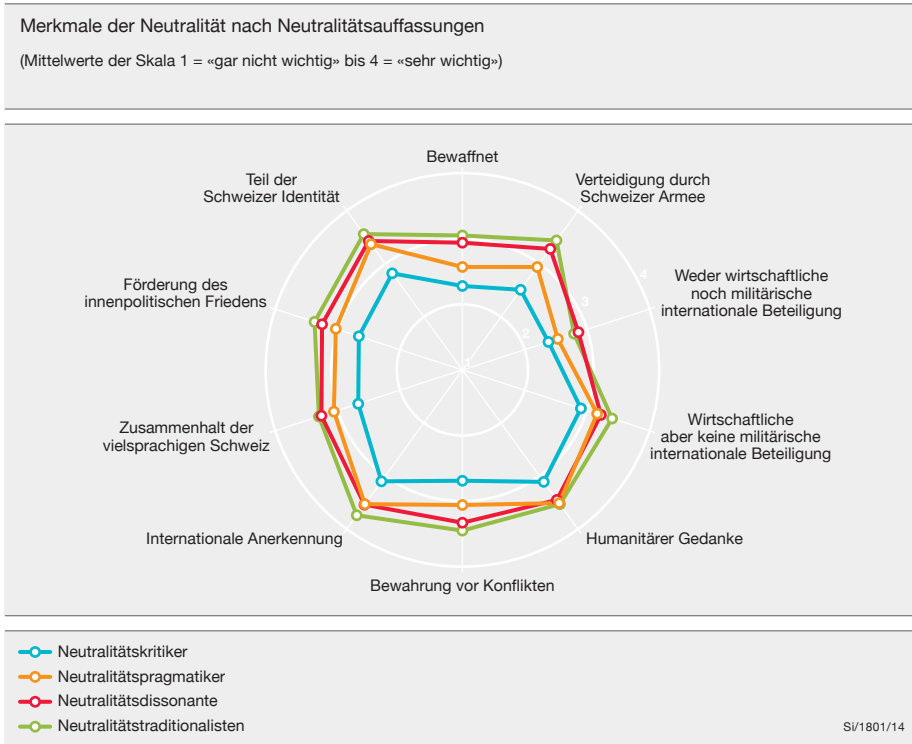 Merkmale der Neutralität nach Neutralitätsauffassungen
(Mittelwerte der Skala 1 = «gar nicht wichtig» bis 4 = «sehr wichtig»)
Bewaffnet
Teil der
Schweizer Identität
Verteidigung durch
Schweizer Armee
Förderung des
innenpolitischen Friedens
Weder wirtschaftliche
noch militärische
internationale Beteiligung
4
3
2
1
Zusammenhalt der
vielsprachigen Schweiz
Wirtschaftliche
aber keine militärische
internationale Beteiligung
Internationale Anerkennung
Humanitärer Gedanke
Bewahrung vor Konflikten
Neutralitätskritiker
Neutralitätspragmatiker
Neutralitätsdissonante
Neutralitätstraditionalisten
Si/1801/14